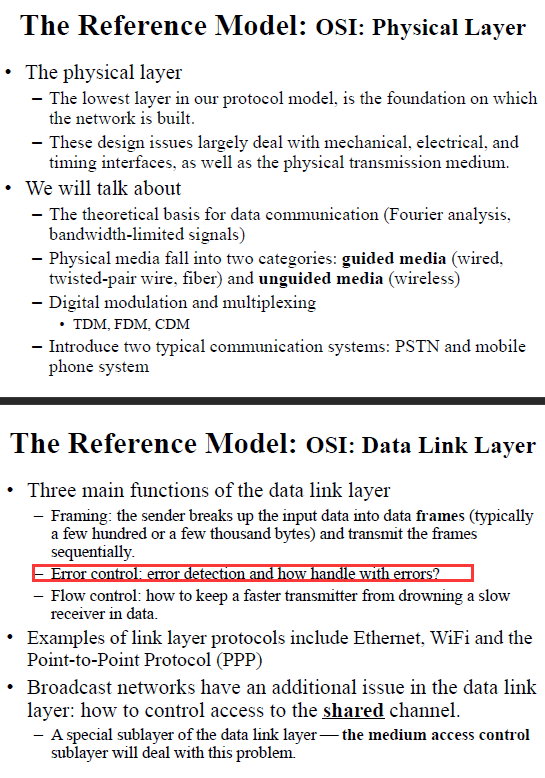 The Reference Model: OSI: Physical Layer
• The physical layer
– The lowest layer in our protocol model, is the foundation on which
the network is built.
– These design issues largely deal with mechanical, electrical, and
timing interfaces, as well as the physical transmission medium.
• We will talk about
– The theoretical basis for data communication (Fourier analysis,
bandwidth-limited signals)
– Physical media fall into two categories: guided media (wired,
twisted-pair wire, fiber) and unguided media (wireless)
– Digital modulation and multiplexing
• TDM, FDM, CDM
– Introduce two typical communication systems: PSTN and mobile
phone system
The Reference Model: OSI: Data Link Layer
• Three main functions of the data link layer
– Framing: the sender breaks up the input data into data frames (typically
a few hundred or a few thousand bytes) and transmit the frames
sequentially.
– Error control: error detection and how handle with errors?
– Flow control: how to keep a faster transmitter from drowning a slow
receiver in data.
• Examples of link layer protocols include Ethernet, WiFi and the
Point-to-Point Protocol (PPP)
• Broadcast networks have an additional issue in the data link
layer: how to control access to the shared channel.
– A special sublayer of the data link layer — the medium access control
sublayer will deal with this problem.